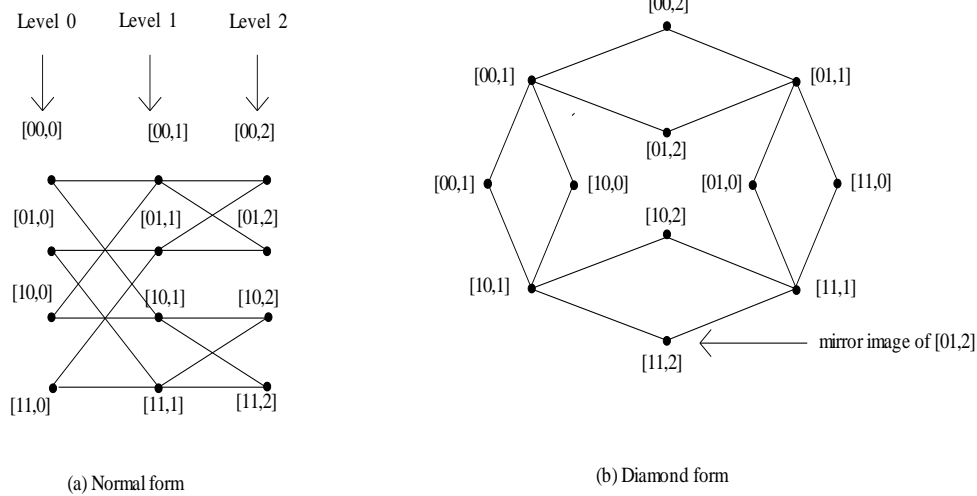 Level 0 Level 1 Level 2
[00,0] [00,1] [00,2]
[01,0] [01,1] [01,2]
[10,0] [10,1] [10,2]
[11,0] [11,1] [11,2]
(a) Normal form
[00,2]
[00,1] [01,1]
[01,2]
[00,1] [10,0] [01,0] [11,0]
[10,2]
[10,1] [11,1]
mirror image of [01,2]
[11,2]
(b) Diamond form